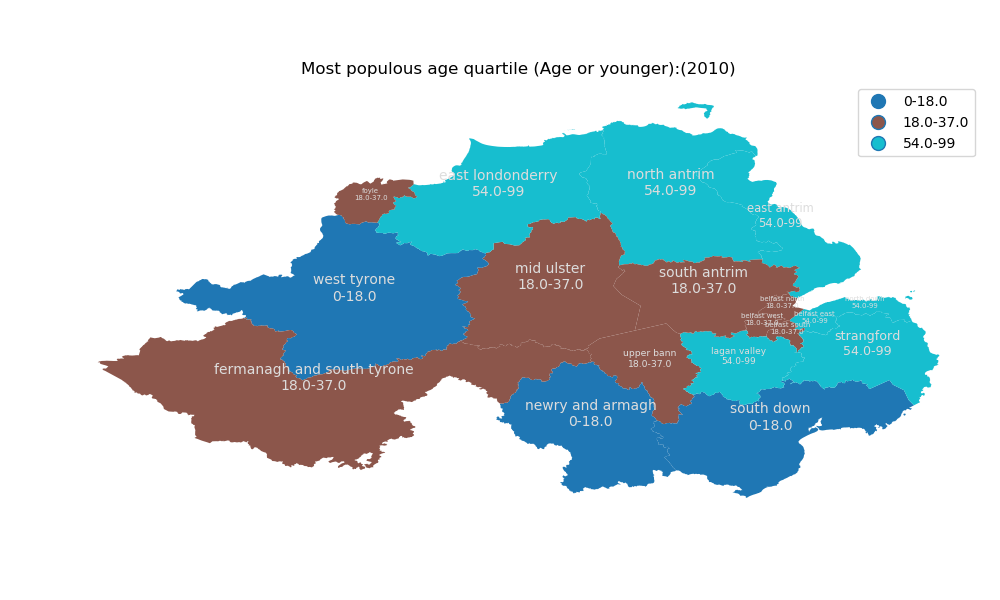 Most populous age quartile (Age or younger):(2010)
0-18.0
18.0-37.0
54.0-99
foyle
18.0-37.0
east londonderry
54.0-99
north antrim
54.0-99
east antrim
54.0-99
west tyrone
0-18.0
mid ulster
18.0-37.0
south antrim
18.0-37.0
belfast north
18.0-37.0
north down
54.0-99
belfast west
18.0-37.0
belfast east
54.0-99
belfast south
18.0-37.0
strangford
54.0-99
lagan valley
54.0-99
upper bann
18.0-37.0
fermanagh and south tyrone
18.0-37.0
newry and armagh
0-18.0
south down
0-18.0